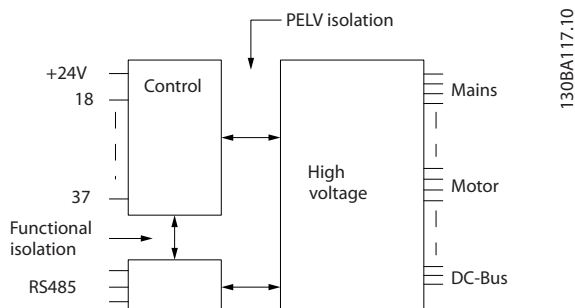 PELV isolation
130BA117.10
+24V
Control
Mains
18
High
voltage
Motor
37
Functional
isolation
RS485
DC-Bus